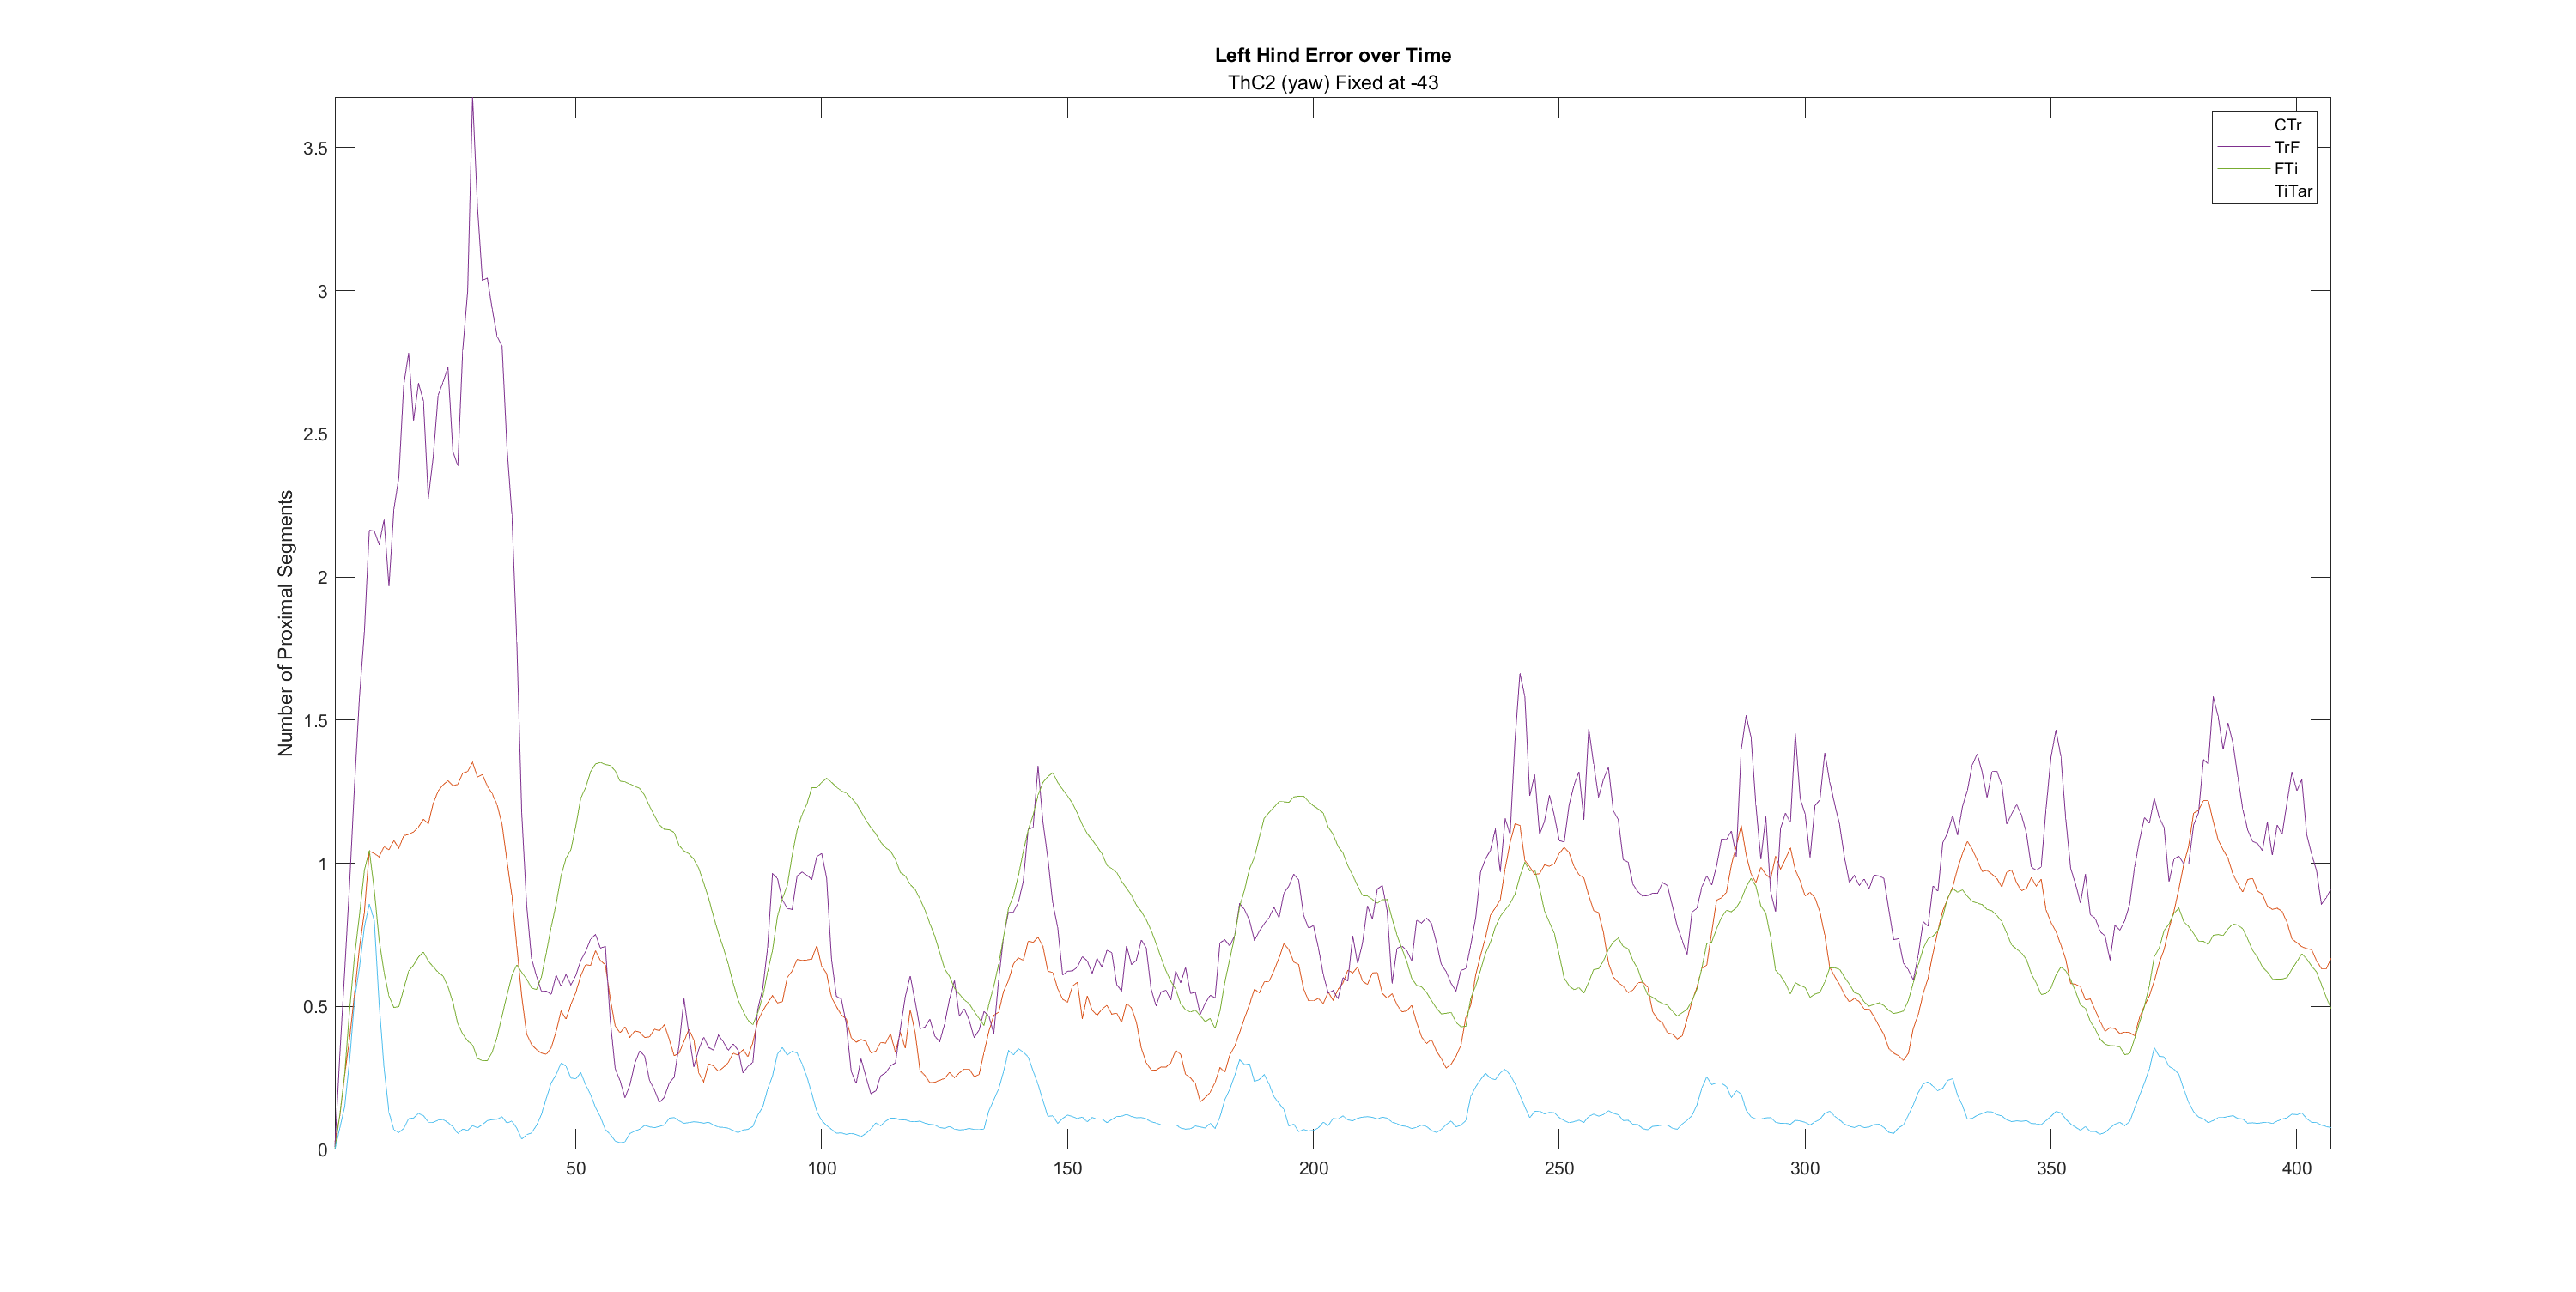 Left Hind Error over Time
ThC2 (yaw) Fixed at -43
CTr
TrF
FTi
TiTar
Number of Proximal Segments
3.5
3
2.5
2
1.5
1
0.5
0
50 100 150 200 250 300 350 400